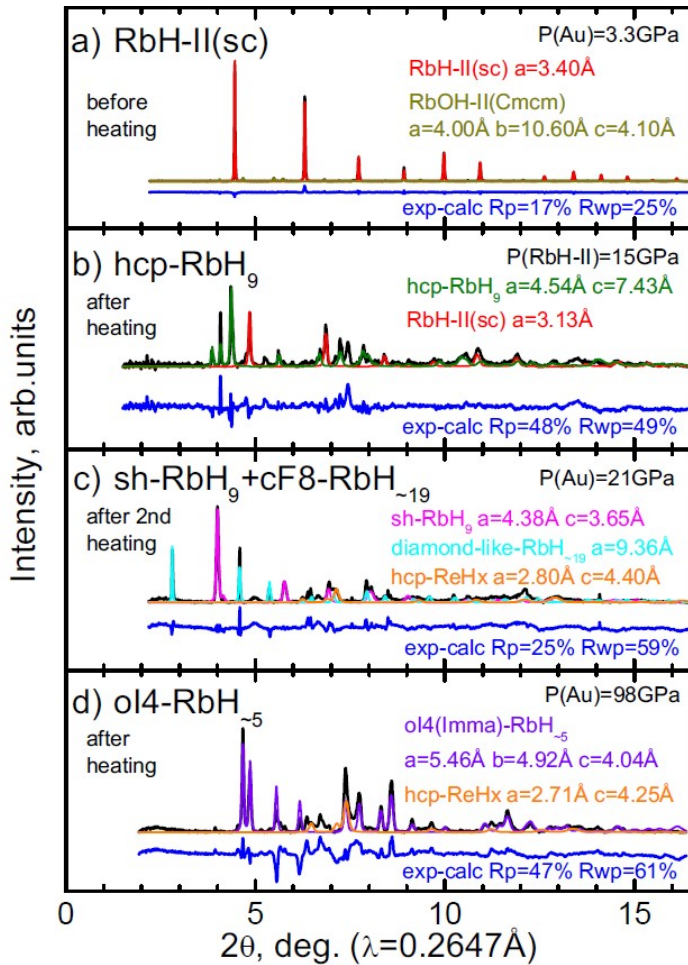 a) RbH-II(sc)
P(Au)=3.3GPa
RbH-II(sc) a=3.40Å
before
heating
RbOH-II(Cmcm)
a=4.00Å b=10.60Å c=4.10Å
exp-calc Rp=17% Rwp=25%
b) hcp-RbH₉
P(RbH-II)=15GPa
after
heating
hcp-RbH₉ a=4.54Å c=7.43Å
RbH-II(sc) a=3.13Å
exp-calc Rp=48% Rwp=49%
c) sh-RbH₉+cF8-RbH~19
P(Au)=21GPa
after 2nd
heating
sh-RbH₉ a=4.38Å c=3.65Å
diamond-like-RbH~19 a=9.36Å
hcp-ReHx a=2.80Å c=4.40Å
exp-calc Rp=25% Rwp=59%
d) oI4-RbH~5
P(Au)=98GPa
after
heating
oI4(Imma)-RbH~5
a=5.46Å b=4.92Å c=4.04Å
hcp-ReHx a=2.71Å c=4.25Å
exp-calc Rp=47% Rwp=61%
0 5 10 15
2θ, deg. (λ=0.2647Å)
Intensity, arb.units